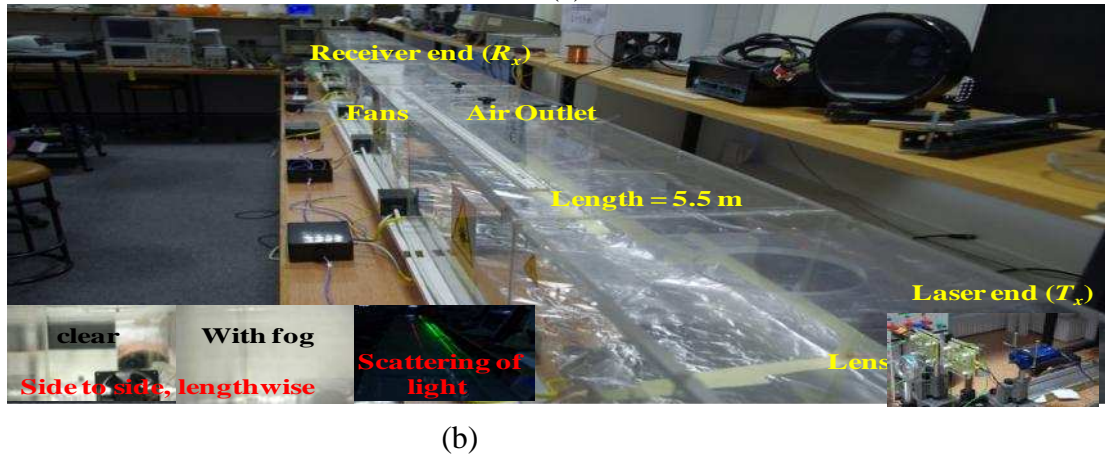 Receiver end (Rx)
Fans
Air Outlet
Length = 5.5 m
Laser end (Tx)
clear
With fog
Scattering of
light
Side to side, lengthwise
Lens
(b)